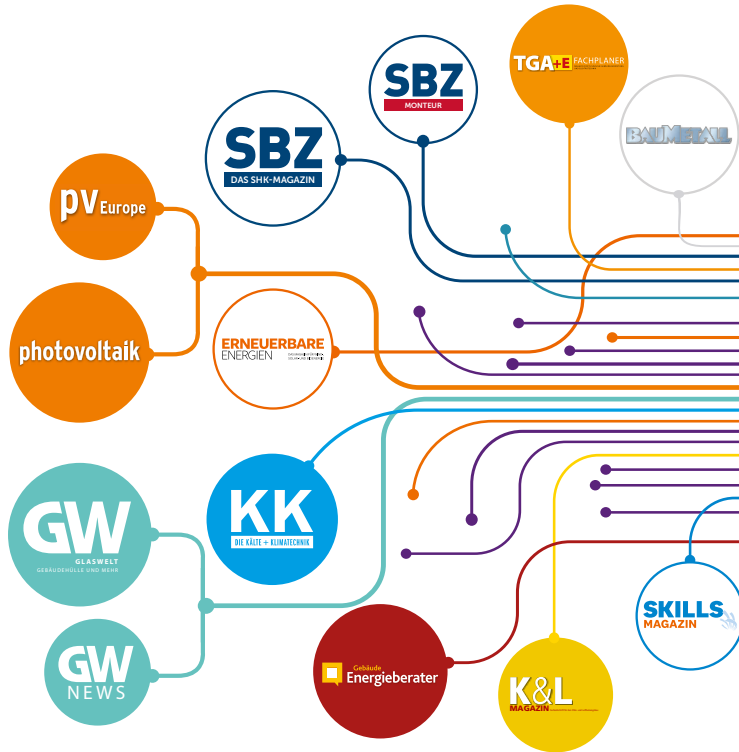 SBZ
MONTEUR
TGA+E FACHPLANER
BAUMETALL
SBZ
DAS SHK-MAGAZIN
pv Europe
photovoltaik
ERNEUERBARE
ENERGIEN
KK
DIE KÄLTE + KLIMATECHNIK
GW
GLASWELT
GEBÄUDEHÜLLE UND MEHR
GW
NEWS
Gebäude
Energieberater
K&L
MAGAZIN
SKILLS
MAGAZIN